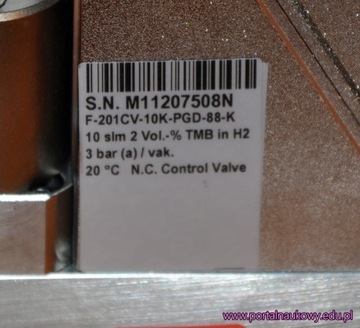 S.N. M11207508N
F-201CV-10K-PGD-88-K
10 slm 2 Vol.-% TMB in H2
3 bar (a) / vak.
20 °C N.C. Control Valve
www.portalnaukowy.edu.pl